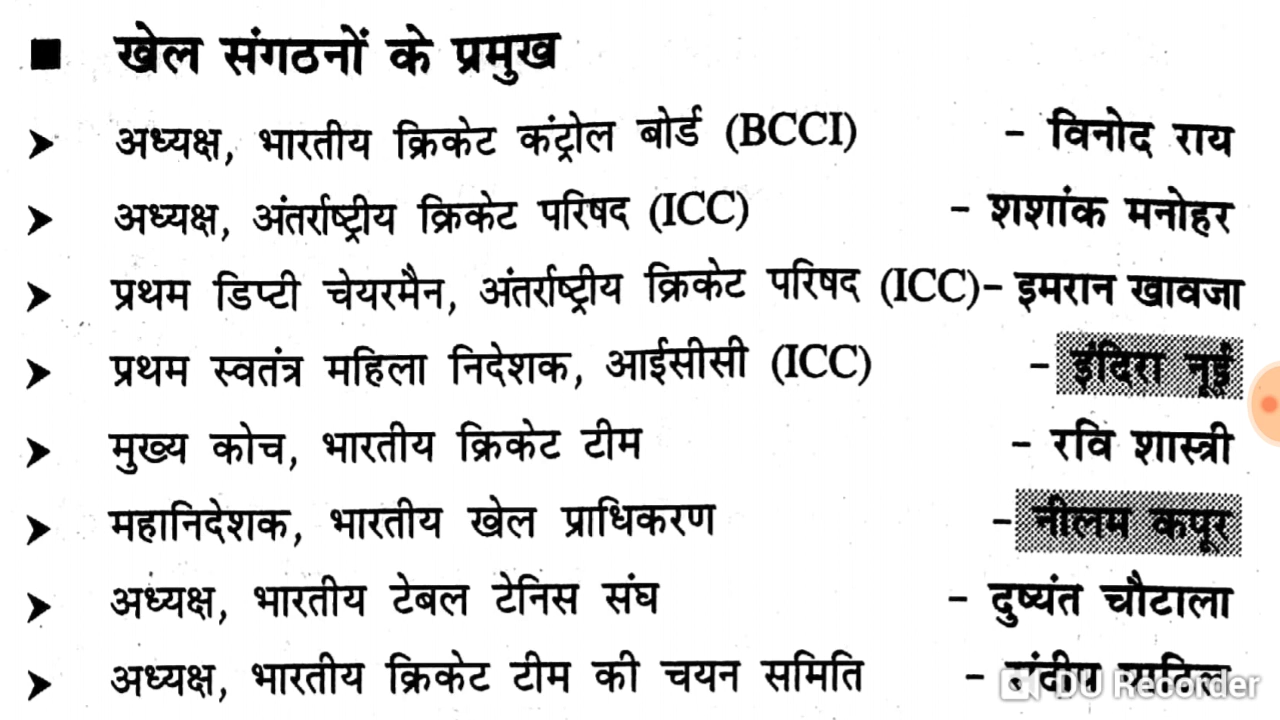 ■ खेल संगठनों के प्रमुख
➤ अध्यक्ष, भारतीय क्रिकेट कंट्रोल बोर्ड (BCCI) - विनोद राय
➤ अध्यक्ष, अंतर्राष्ट्रीय क्रिकेट परिषद (ICC) - शशांक मनोहर
➤ प्रथम डिप्टी चेयरमैन, अंतर्राष्ट्रीय क्रिकेट परिषद (ICC)- इमरान खावजा
➤ प्रथम स्वतंत्र महिला निदेशक, आईसीसी (ICC) - इंदिरा नूई
➤ मुख्य कोच, भारतीय क्रिकेट टीम - रवि शास्त्री
➤ महानिदेशक, भारतीय खेल प्राधिकरण - नीलम कपूर
➤ अध्यक्ष, भारतीय टेबल टेनिस संघ - दुष्यंत चौटाला
➤ अध्यक्ष, भारतीय क्रिकेट टीम की चयन समिति -
DU Recorder